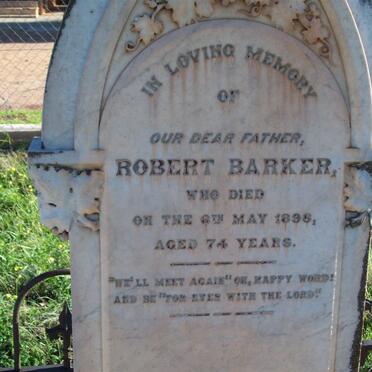 IN LOVING MEMORY
OF
OUR DEAR FATHER,
ROBERT BARKER,
WHO DIED
ON THE 6TH MAY 1898,
AGED 74 YEARS.
"WE'LL MEET AGAIN" OH, HAPPY WORD!
AND BE "FOR EVER WITH THE LORD."